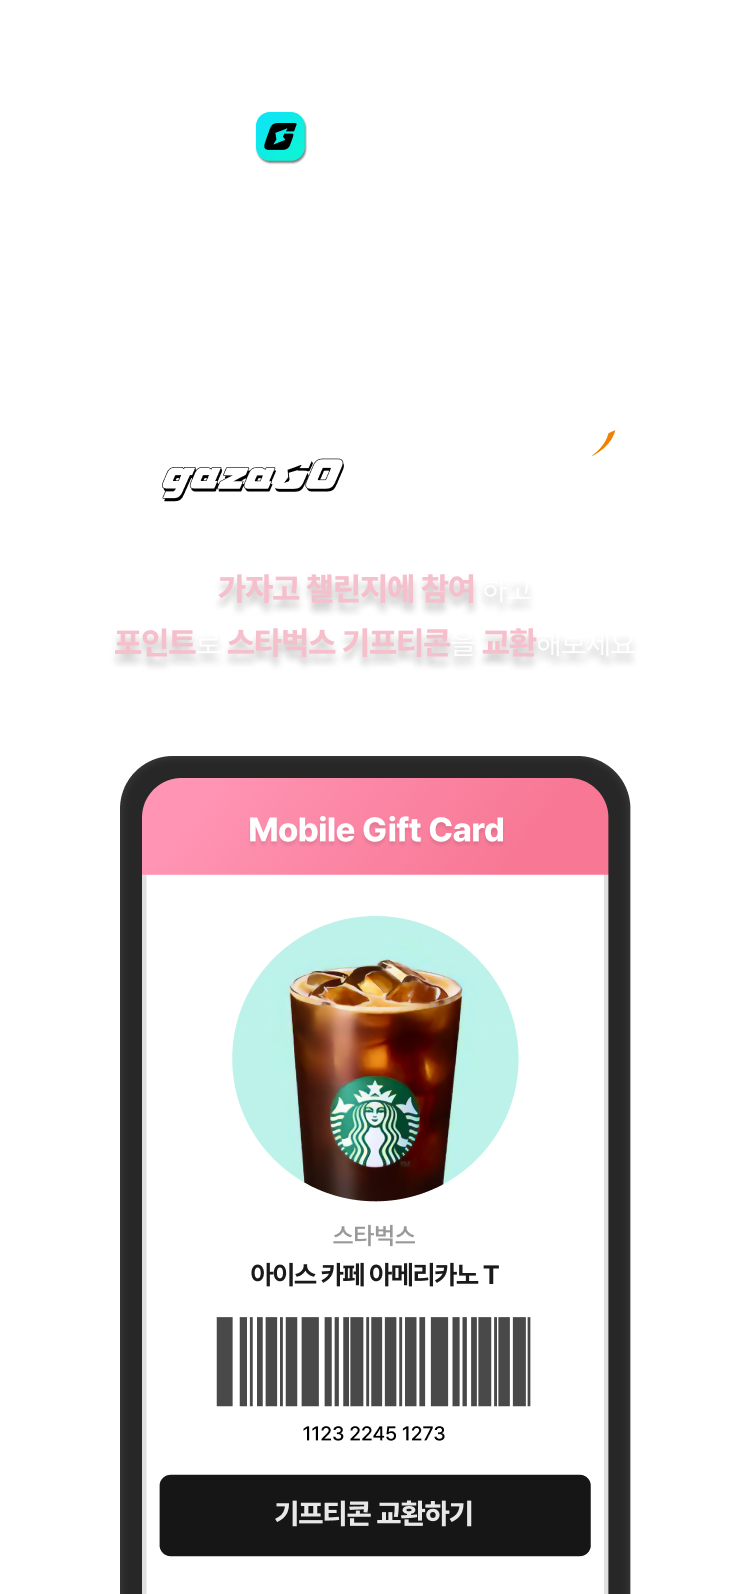 G
gazaGO
가자고 챌린지에 참여 하고
포인트도 스타벅스 기프티콘을 교환해보세요
Mobile Gift Card
스타벅스
아이스 카페 아메리카노 T
1123 2245 1273
기프티콘 교환하기